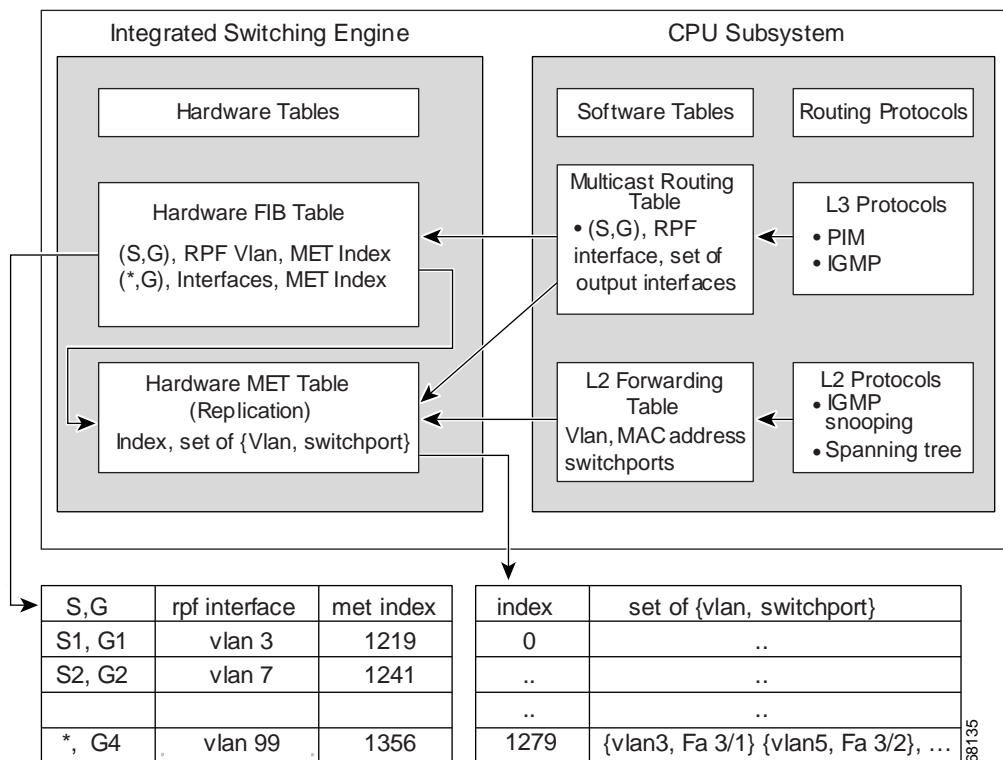 Integrated Switching Engine
CPU Subsystem
Hardware Tables
Software Tables
Routing Protocols
Hardware FIB Table
(S,G), RPF Vlan, MET Index
(*,G), Interfaces, MET Index
Multicast Routing
Table
• (S,G), RPF
interface, set of
output interfaces
L3 Protocols
• PIM
• IGMP
Hardware MET Table
(Replication)
Index, set of {Vlan, switchport}
L2 Forwarding
Table
Vlan, MAC address
switchports
L2 Protocols
• IGMP
snooping
• Spanning tree
S,G rpf interface met index
S1, G1 vlan 3 1219
S2, G2 vlan 7 1241
*, G4 vlan 99 1356
index set of {vlan, switchport}
0 ..
.. ..
.. ..
1279 {vlan3, Fa 3/1} {vlan5, Fa 3/2}, ...
68135